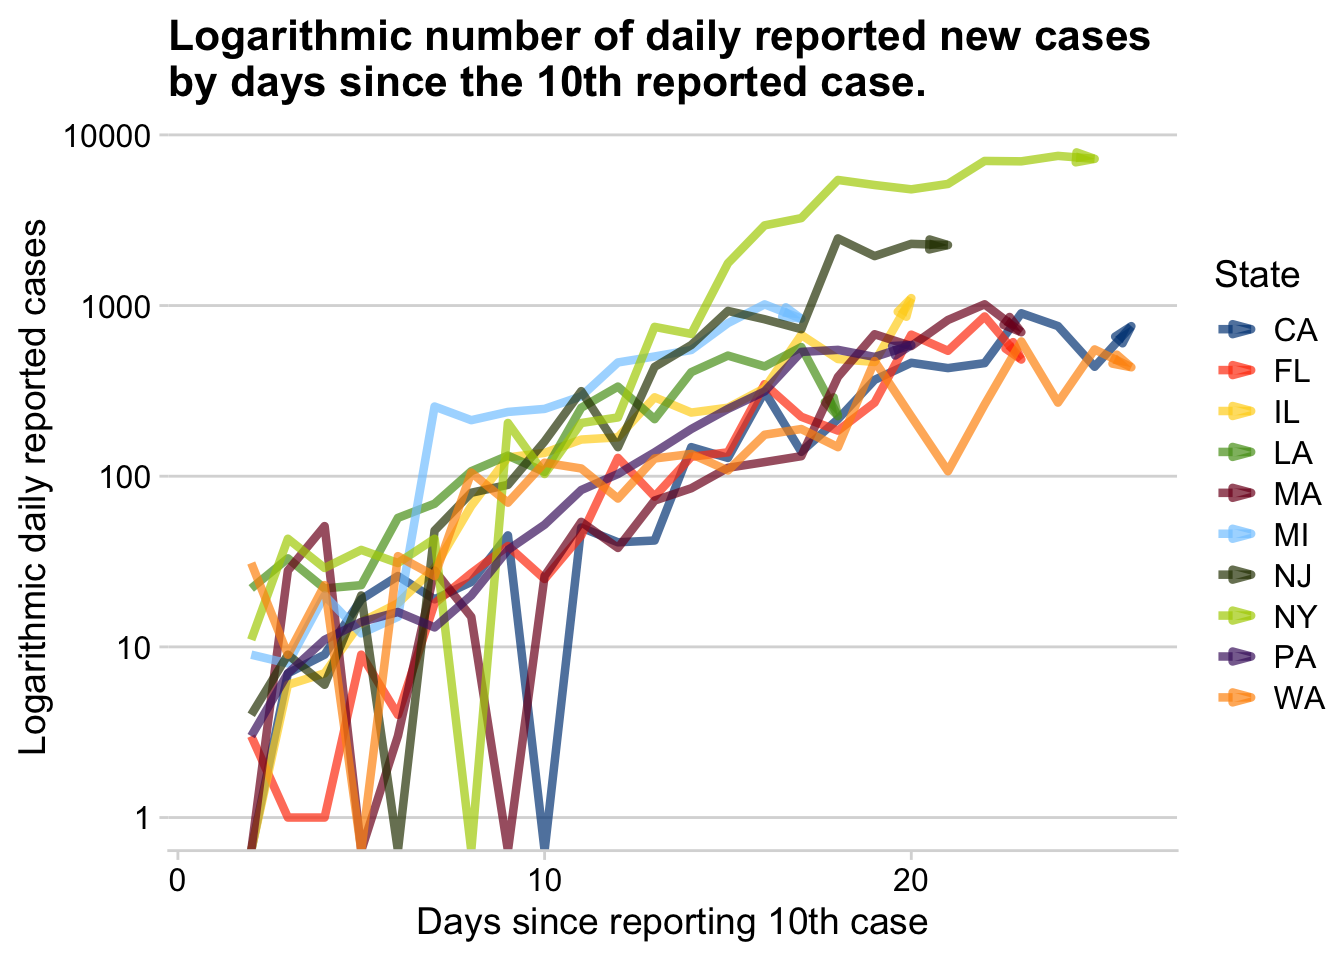 Logarithmic number of daily reported new cases
by days since the 10th reported case.
Logarithmic daily reported cases
10000
1000
100
10
1
0
10
20
Days since reporting 10th case
State
CA
FL
IL
LA
MA
MI
NJ
NY
PA
WA